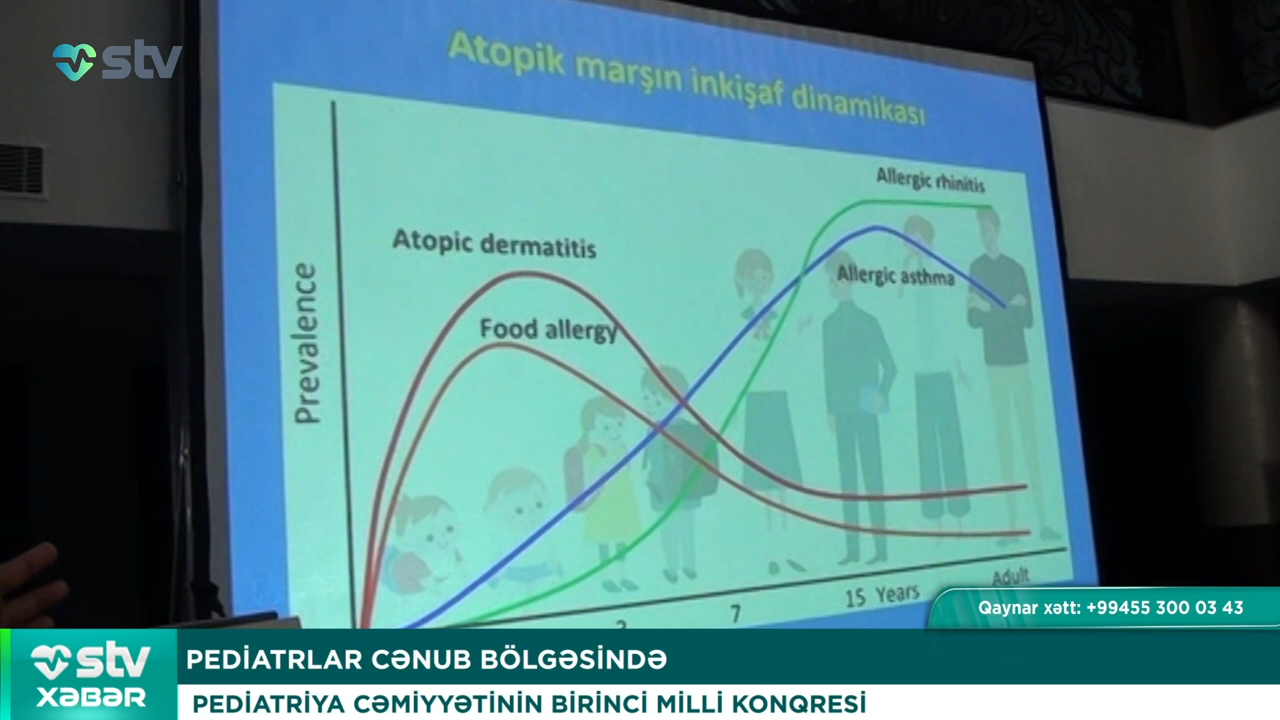 stv
Atopik marşın inkişaf dinamikası
Allergic rhinitis
Atopic dermatitis
Allergic asthma
Food allergy
Prevalence
7
15 Years
Adult
Qaynar xətt: +99455 300 03 43
stv
XƏBƏR
PEDİATRLAR CƏNUB BÖLGƏSİNDƏ
PEDİATRİYA CƏMİYYƏTİNİN BİRİNCİ MİLLİ KONQRESİ